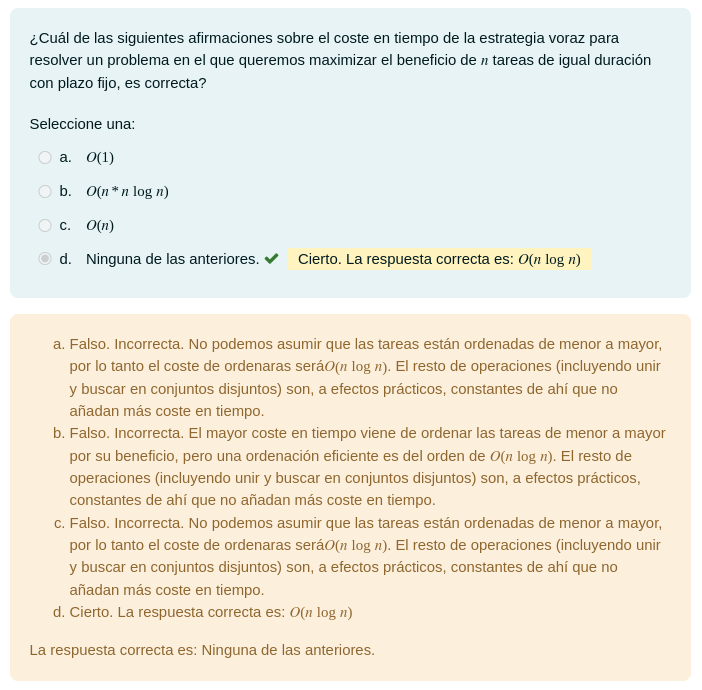 ¿Cuál de las siguientes afirmaciones sobre el coste en tiempo de la estrategia voraz para
resolver un problema en el que queremos maximizar el beneficio de n tareas de igual duración
con plazo fijo, es correcta?
Seleccione una:
a. O(1)
b. O(n * n log n)
c. O(n)
d. Ninguna de las anteriores. ✔ Cierto. La respuesta correcta es: O(n log n)
a. Falso. Incorrecta. No podemos asumir que las tareas están ordenadas de menor a mayor,
por lo tanto el coste de ordenaras seráO(n log n). El resto de operaciones (incluyendo unir
y buscar en conjuntos disjuntos) son, a efectos prácticos, constantes de ahí que no
añadan más coste en tiempo.
b. Falso. Incorrecta. El mayor coste en tiempo viene de ordenar las tareas de menor a mayor
por su beneficio, pero una ordenación eficiente es del orden de O(n log n). El resto de
operaciones (incluyendo unir y buscar en conjuntos disjuntos) son, a efectos prácticos,
constantes de ahí que no añadan más coste en tiempo.
c. Falso. Incorrecta. No podemos asumir que las tareas están ordenadas de menor a mayor,
por lo tanto el coste de ordenaras seráO(n log n). El resto de operaciones (incluyendo unir
y buscar en conjuntos disjuntos) son, a efectos prácticos, constantes de ahí que no
añadan más coste en tiempo.
d. Cierto. La respuesta correcta es: O(n log n)
La respuesta correcta es: Ninguna de las anteriores.